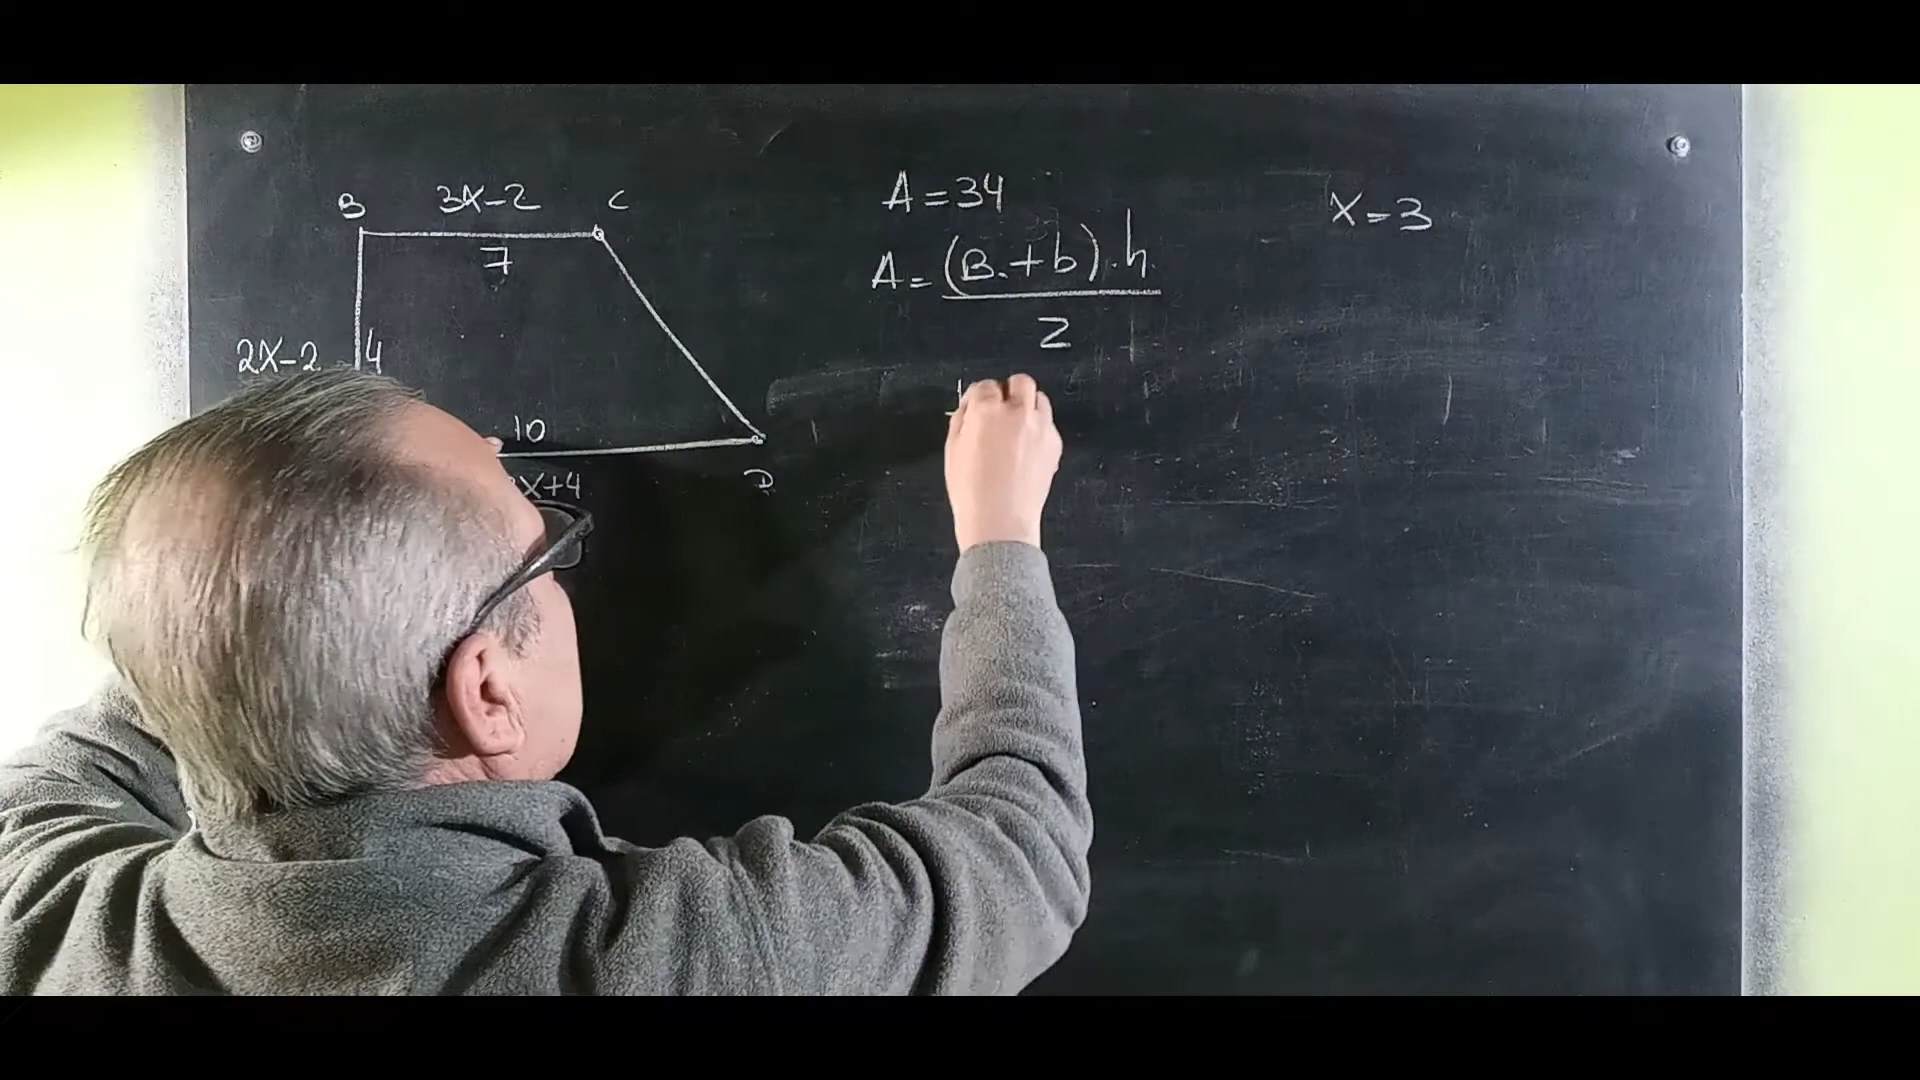 B 3x-2 C
7
2x-2 4
10
x+4 D
A = 34
A = (B.+b).h
2
x = 3